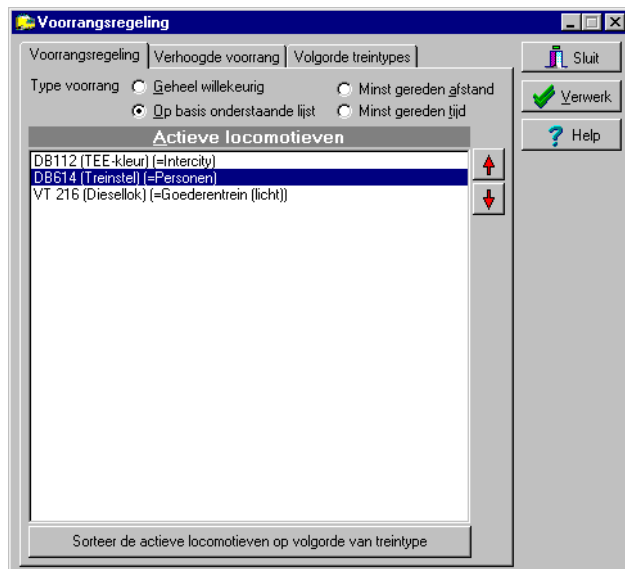 Voorrangsregeling
Voorrangsregeling Verhoogde voorrang Volgorde treintypes
Sluit
Type voorrang Geheel willekeurig Minst gereden afstand
Verwerk
Op basis onderstaande lijst Minst gereden tijd
Help
Actieve locomotieven
DB112 (TEE-kleur) (=Intercity)
DB614 (Treinstel) (=Personen)
VT 216 (Diesellok) (=Goederentrein (licht))
Sorteer de actieve locomotieven op volgorde van treintype